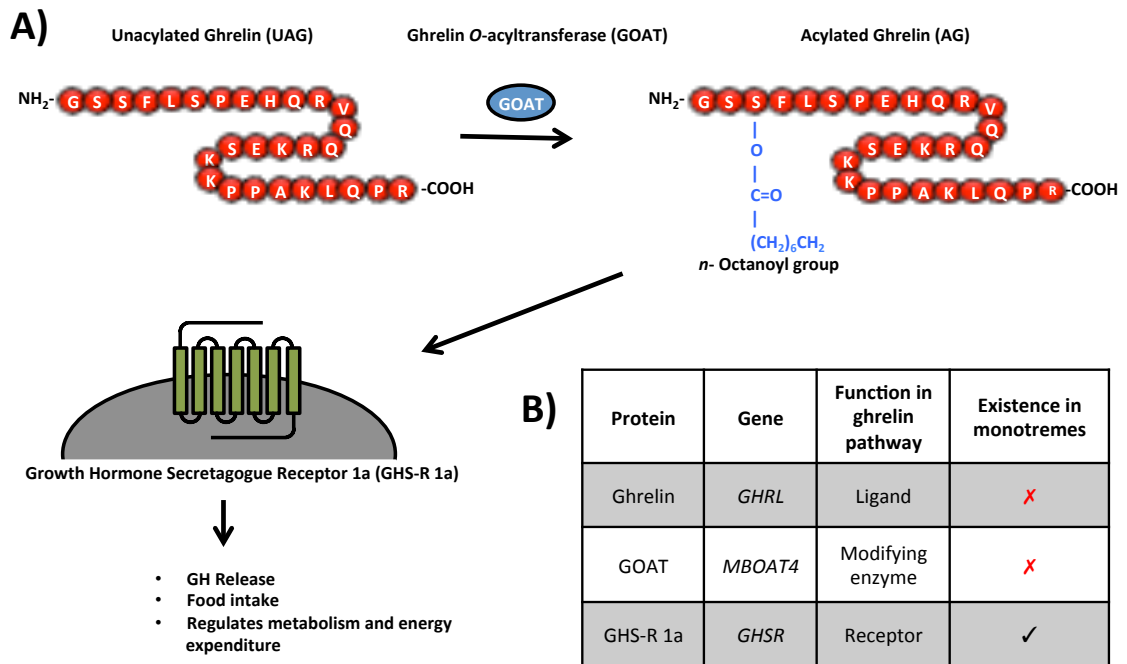 A)
Unacylated Ghrelin (UAG)
Ghrelin O-acyltransferase (GOAT)
Acylated Ghrelin (AG)
NH₂- G S S F L S P E H Q R V
Q
K S E K R Q
K P P A K L Q P R -COOH
GOAT
NH₂- G S S F L S P E H Q R V
Q
K S E K R Q
K P P A K L Q P R -COOH
O
C=O
(CH₂)₆CH₂
n- Octanoyl group
Growth Hormone Secretagogue Receptor 1a (GHS-R 1a)
• GH Release
• Food intake
• Regulates metabolism and energy
expenditure
B)
Protein Gene Function in ghrelin pathway Existence in monotremes
Ghrelin GHRL Ligand ✗
GOAT MBOAT4 Modifying enzyme ✗
GHS-R 1a GHSR Receptor ✓